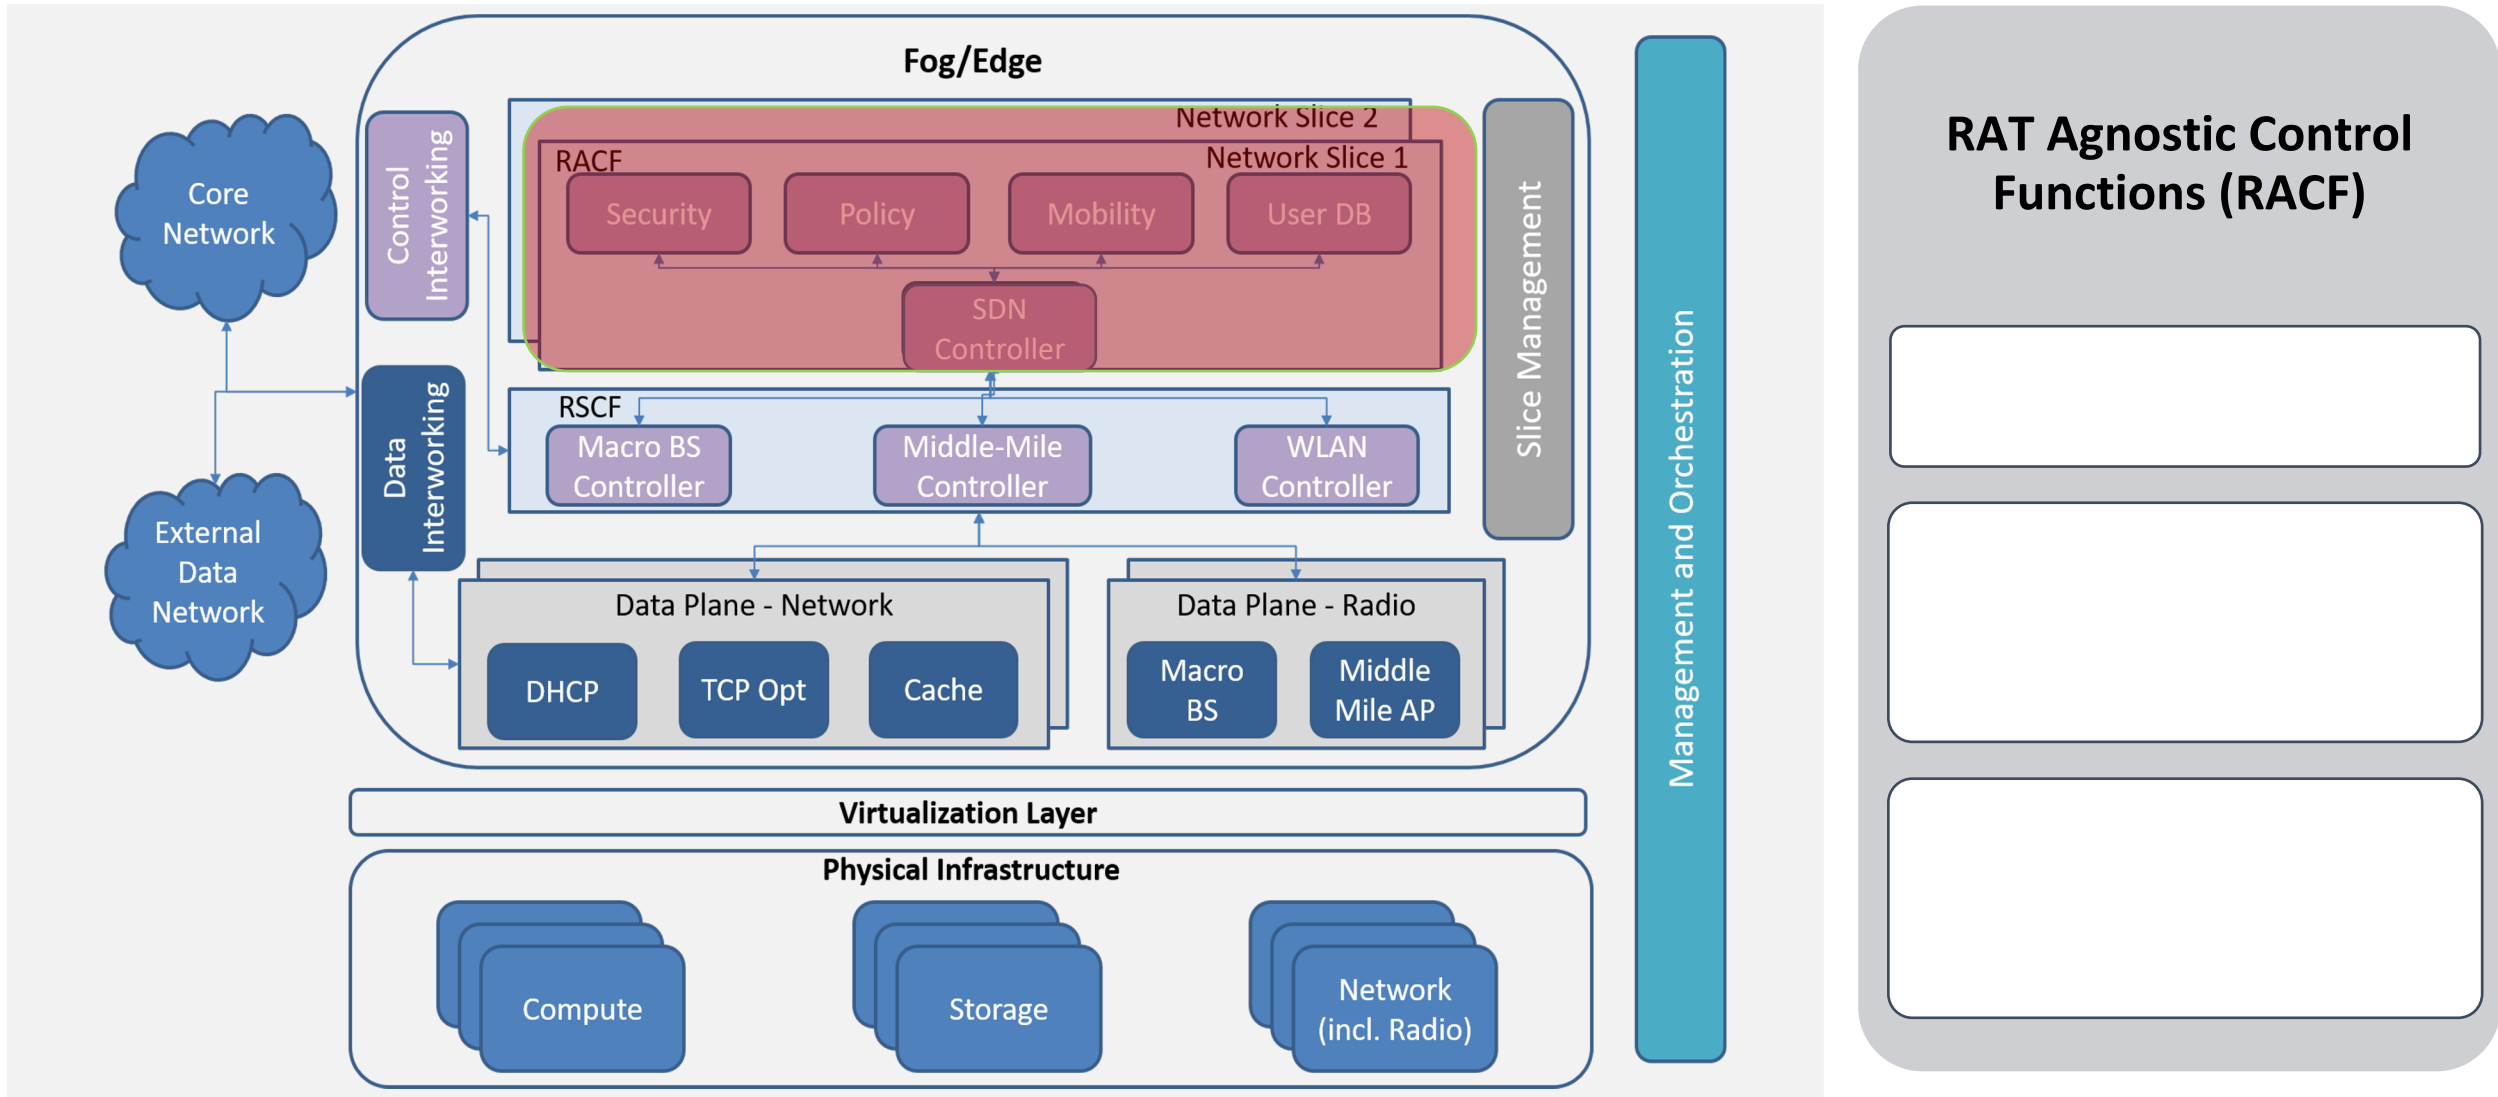 Fog/Edge
Core
Network
External
Data
Network
Control
Interworking
Data
Interworking
Network Slice 2
Network Slice 1
RACF
Security
Policy
Mobility
User DB
SDN
Controller
RSCF
Macro BS
Controller
Middle-Mile
Controller
WLAN
Controller
Slice Management
Management and Orchestration
Data Plane - Network
DHCP
TCP Opt
Cache
Data Plane - Radio
Macro
BS
Middle
Mile AP
Virtualization Layer
Physical Infrastructure
Compute
Storage
Network
(incl. Radio)
RAT Agnostic Control
Functions (RACF)